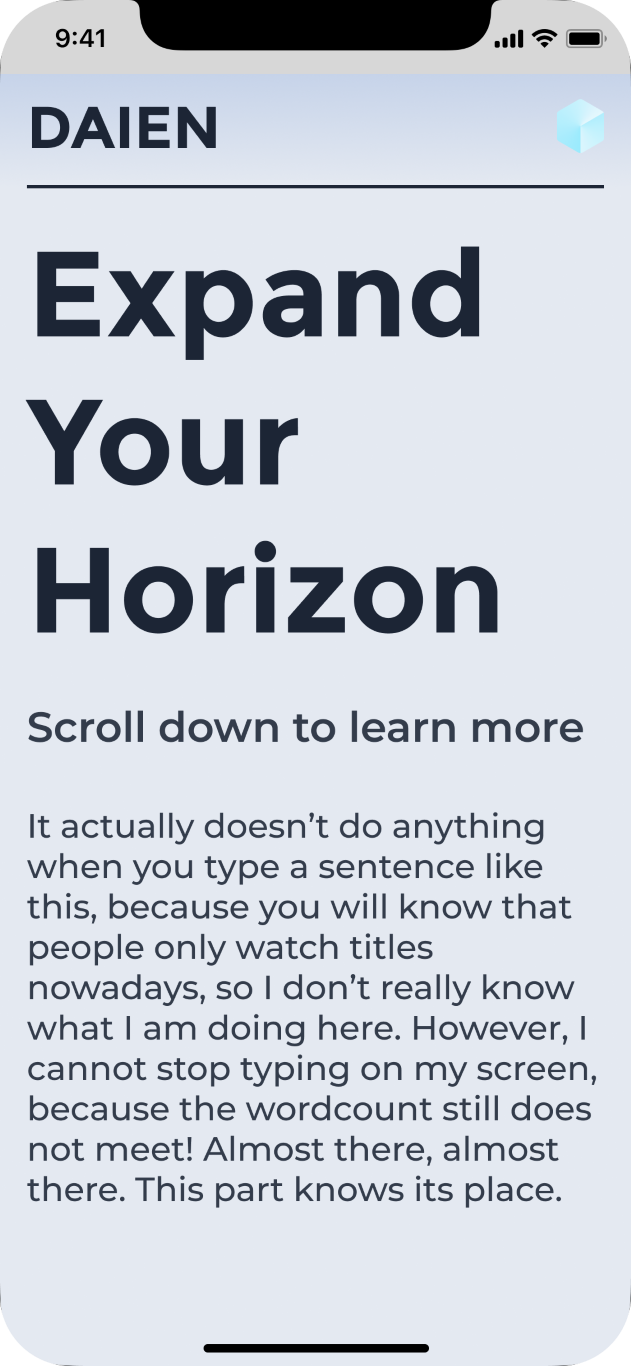 9:41
DAIEN
Expand
Your
Horizon
Scroll down to learn more
It actually doesn’t do anything
when you type a sentence like
this, because you will know that
people only watch titles
nowadays, so I don’t really know
what I am doing here. However, I
cannot stop typing on my screen,
because the wordcount still does
not meet! Almost there, almost
there. This part knows its place.